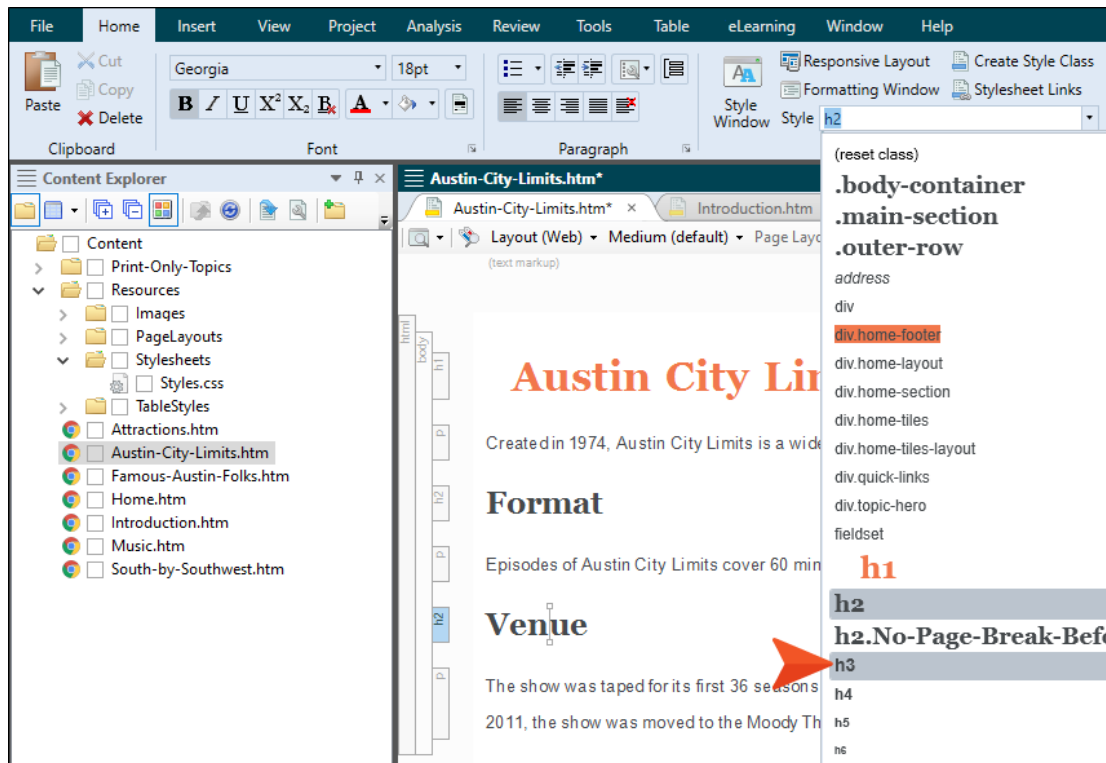 File Home Insert View Project Analysis Review Tools Table eLearning Window Help
Paste
Cut
Copy
Delete
Clipboard
Georgia 18pt
B I U X² X₂ B A
Font
Paragraph
Style Window
Responsive Layout
Create Style Class
Formatting Window
Stylesheet Links
Style h2
Content Explorer
Content
Print-Only-Topics
Resources
Images
PageLayouts
Stylesheets
Styles.css
TableStyles
Attractions.htm
Austin-City-Limits.htm
Famous-Austin-Folks.htm
Home.htm
Introduction.htm
Music.htm
South-by-Southwest.htm
Austin-City-Limits.htm*
Austin-City-Limits.htm* × Introduction.htm
Layout (Web) Medium (default) Page Layo
(text markup)
html
body
h1
Austin City Lin
p
Created in 1974, Austin City Limits is a wide
h2
Format
p
Episodes of Austin City Limits cover 60 min
h2
Venue
p
The show was taped for its first 36 seasons
2011, the show was moved to the Moody Th
(reset class)
.body-container
.main-section
.outer-row
address
div
div.home-footer
div.home-layout
div.home-section
div.home-tiles
div.home-tiles-layout
div.quick-links
div.topic-hero
fieldset
h1
h2
h2.No-Page-Break-Befo
h3
h4
h5
h6